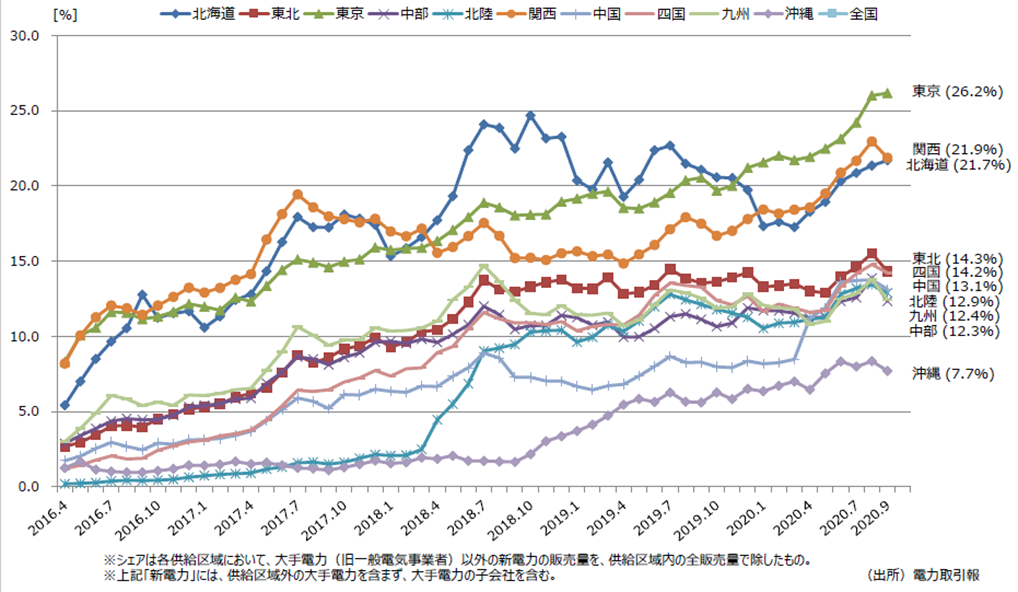 [%]
北海道 東北 東京 中部 北陸 関西 中国 四国 九州 沖縄 全国
30.0
25.0
20.0
15.0
10.0
5.0
0.0
東京 (26.2%)
関西 (21.9%)
北海道 (21.7%)
東北 (14.3%)
四国 (14.2%)
中国 (13.1%)
北陸 (12.9%)
九州 (12.4%)
中部 (12.3%)
沖縄 (7.7%)
2016.4 2016.7 2016.10 2017.1 2017.4 2017.7 2017.10 2018.1 2018.4 2018.7 2018.10 2019.1 2019.4 2019.7 2019.10 2020.1 2020.4 2020.7 2020.9
※シェアは各供給区域において、大手電力（旧一般電気事業者）以外の新電力の販売量を、供給区域内の全販売量で除したもの。
※上記「新電力」には、供給区域外の大手電力を含まず、大手電力の子会社を含む。
（出所）電力取引報